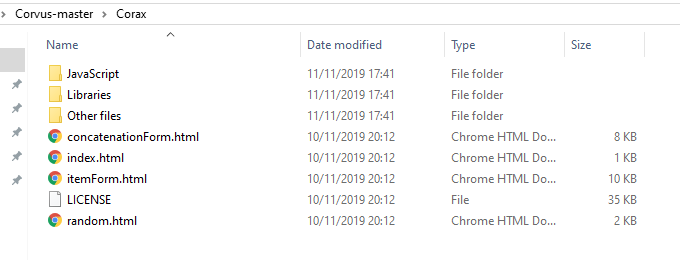 Corvus-master > Corax
Name Date modified Type Size
JavaScript 11/11/2019 17:41 File folder
Libraries 11/11/2019 17:41 File folder
Other files 11/11/2019 17:41 File folder
concatenationForm.html 10/11/2019 20:12 Chrome HTML Do... 8 KB
index.html 10/11/2019 20:12 Chrome HTML Do... 1 KB
itemForm.html 10/11/2019 20:12 Chrome HTML Do... 10 KB
LICENSE 10/11/2019 20:12 File 35 KB
random.html 10/11/2019 20:12 Chrome HTML Do... 2 KB